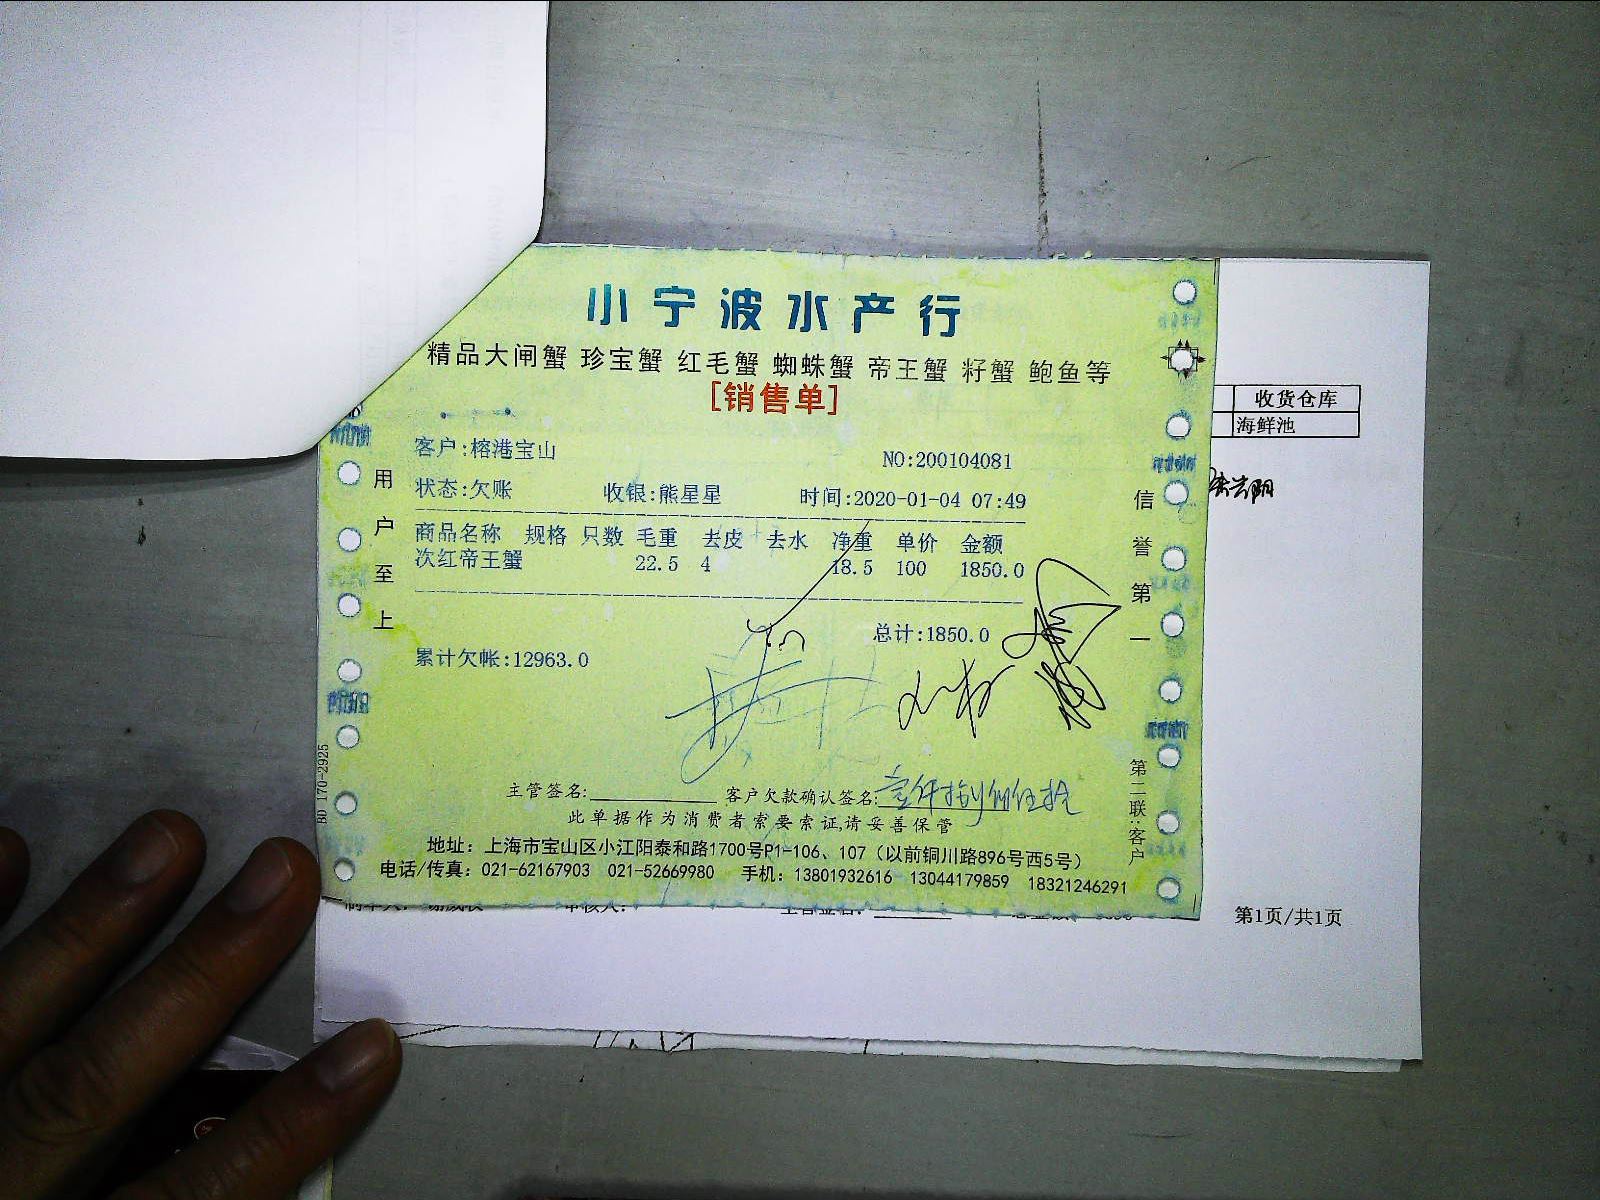 小宁波水产行
精品大闸蟹 珍宝蟹 红毛蟹 蜘蛛蟹 帝王蟹 籽蟹 鲍鱼等
[销售单]
客户:榕港宝山
NO:200104081
状态:欠账 收银:熊星星 时间:2020-01-04 07:49
商品名称 规格 只数 毛重 去皮 去水 净重 单价 金额
次红帝王蟹 22.5 4 18.5 100 1850.0
总计:1850.0
累计欠帐:12963.0
主管签名: 客户欠款确认签名:壹仟捌佰伍拾
此单据作为消费者索要索证,请妥善保管
地址：上海市宝山区小江阳泰和路1700号P1-106、107（以前铜川路896号西5号）
电话/传真：021-62167903 021-52669980 手机：13801932616 13044179859 18321246291
用户至上
信誉第一
第二联:客户
BD 170-2925
收货仓库
海鲜池
第1页/共1页